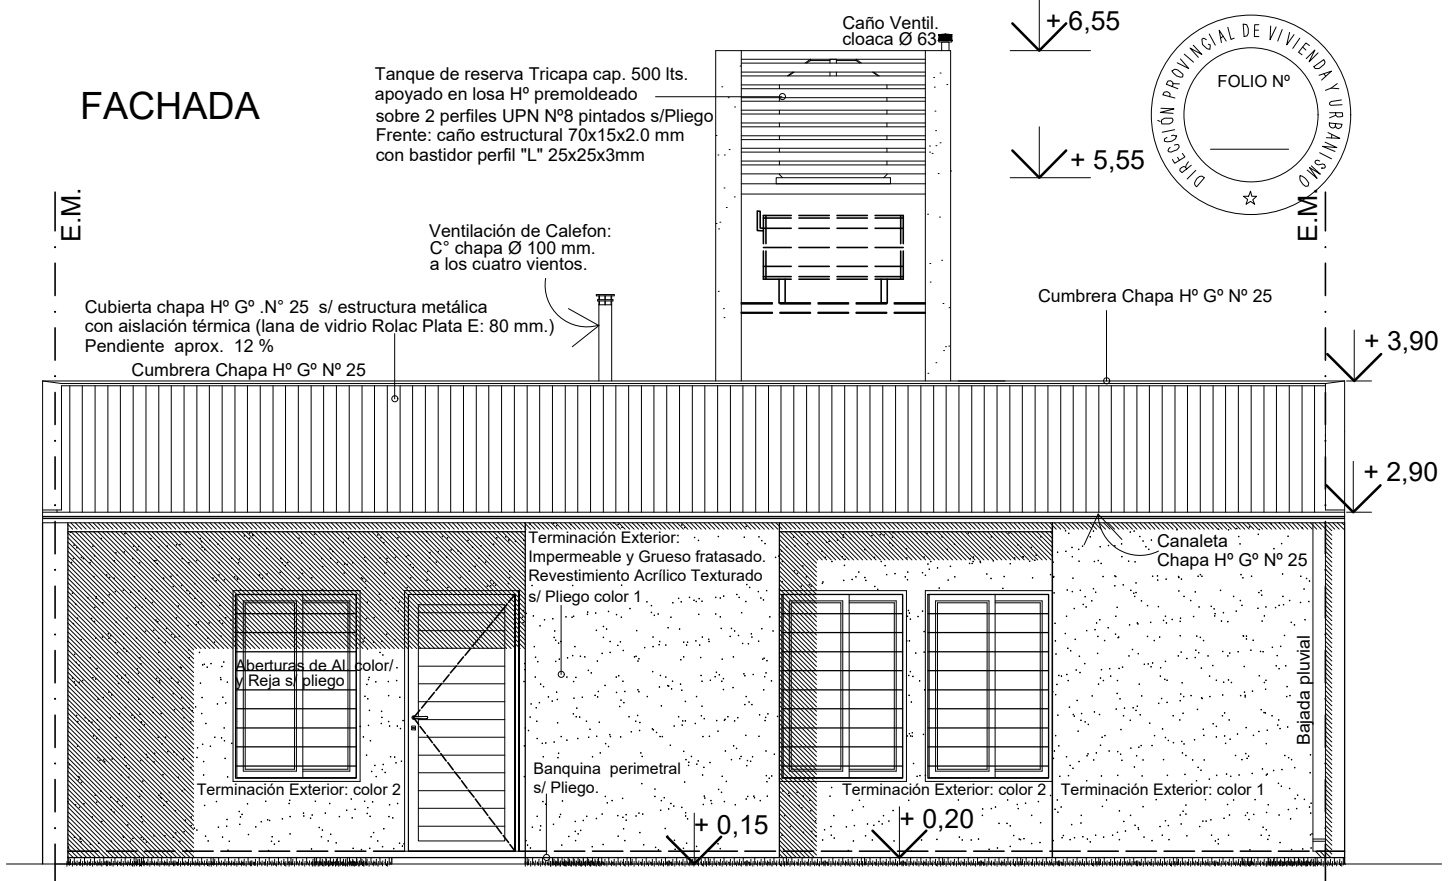 FACHADA
Caño Ventil.
cloaca Ø 63
+ 6,55
DIRECCIÓN PROVINCIAL DE VIVIENDA Y URBANISMO
FOLIO Nº
Tanque de reserva Tricapa cap. 500 lts.
apoyado en losa Hº premoldeado
sobre 2 perfiles UPN Nº8 pintados s/Pliego
Frente: caño estructural 70x15x2.0 mm
con bastidor perfil "L" 25x25x3mm
+ 5,55
E.M.
E.M.
Ventilación de Calefon:
C° chapa Ø 100 mm.
a los cuatro vientos.
Cubierta chapa Hº Gº .N° 25 s/ estructura metálica
con aislación térmica (lana de vidrio Rolac Plata E: 80 mm.)
Pendiente aprox. 12 %
Cumbrera Chapa Hº Gº Nº 25
Cumbrera Chapa Hº Gº Nº 25
+ 3,90
+ 2,90
Terminación Exterior:
Impermeable y Grueso fratasado.
Revestimiento Acrílico Texturado
s/ Pliego color 1
Canaleta
Chapa Hº Gº Nº 25
Aberturas de Al. color/
y Reja s/ pliego
Bajada pluvial
Banquina perimetral
s/ Pliego.
Terminación Exterior: color 2
Terminación Exterior: color 2
Terminación Exterior: color 1
+ 0,15
+ 0,20